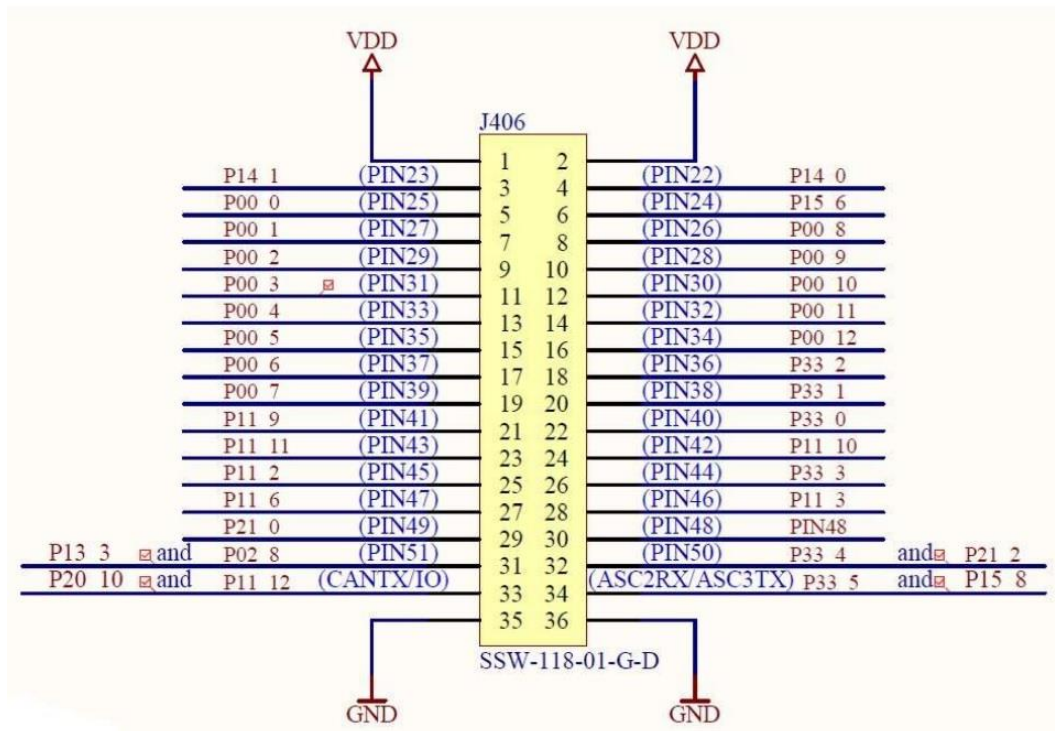 VDD VDD
J406
1 2
P14 1 (PIN23) 3 4 (PIN22) P14 0
P00 0 (PIN25) 5 6 (PIN24) P15 6
P00 1 (PIN27) 7 8 (PIN26) P00 8
P00 2 (PIN29) 9 10 (PIN28) P00 9
P00 3 (PIN31) 11 12 (PIN30) P00 10
P00 4 (PIN33) 13 14 (PIN32) P00 11
P00 5 (PIN35) 15 16 (PIN34) P00 12
P00 6 (PIN37) 17 18 (PIN36) P33 2
P00 7 (PIN39) 19 20 (PIN38) P33 1
P11 9 (PIN41) 21 22 (PIN40) P33 0
P11 11 (PIN43) 23 24 (PIN42) P11 10
P11 2 (PIN45) 25 26 (PIN44) P33 3
P11 6 (PIN47) 27 28 (PIN46) P11 3
P21 0 (PIN49) 29 30 (PIN48) PIN48
P13 3 and P02 8 (PIN51) 31 32 (PIN50) P33 4 and P21 2
P20 10 and P11 12 (CANTX/IO) 33 34 (ASC2RX/ASC3TX) P33 5 and P15 8
35 36
SSW-118-01-G-D
GND GND